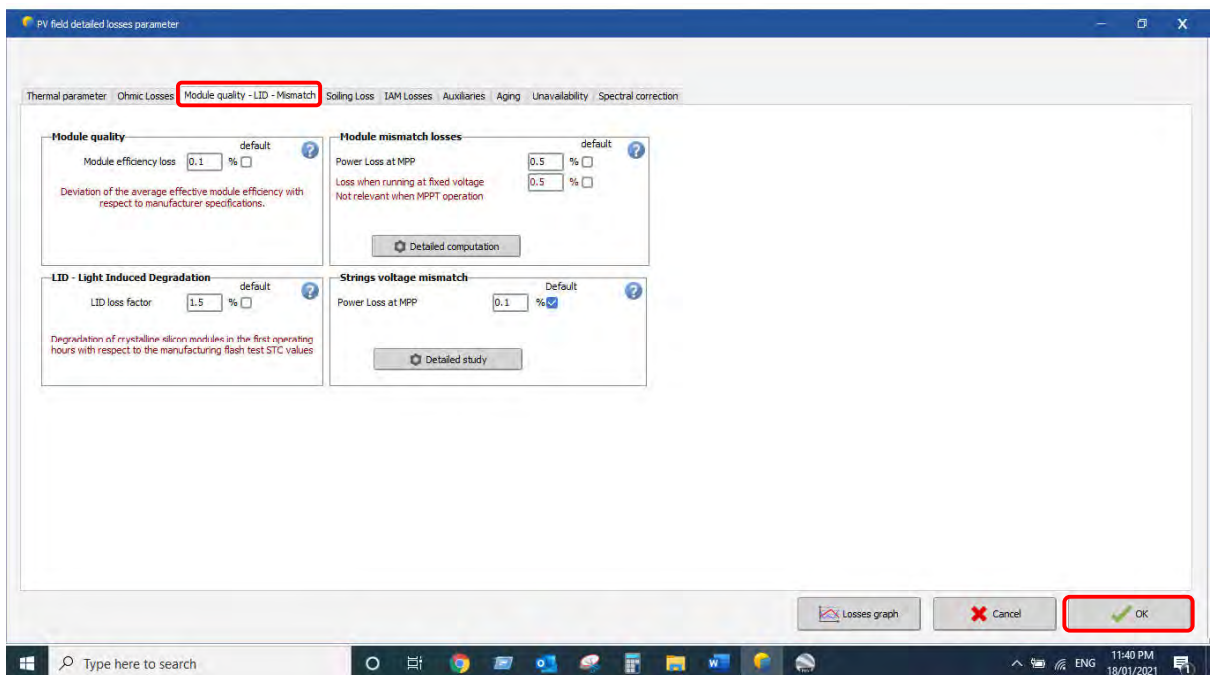 PV field detailed losses parameter
Thermal parameter Ohmic Losses Module quality - LID - Mismatch Soiling Loss IAM Losses Auxiliaries Aging Unavailability Spectral correction
Module quality
default
Module efficiency loss 0.1 %
Deviation of the average effective module efficiency with
respect to manufacturer specifications.
Module mismatch losses
default
Power Loss at MPP 0.5 %
Loss when running at fixed voltage 0.5 %
Not relevant when MPPT operation
Detailed computation
LID - Light Induced Degradation
default
LID loss factor 1.5 %
Degradation of crystalline silicon modules in the first operating
hours with respect to the manufacturing flash test STC values
Strings voltage mismatch
Default
Power Loss at MPP 0.1 %
Detailed study
Losses graph Cancel OK
Type here to search
ENG
11:40 PM
18/01/2021